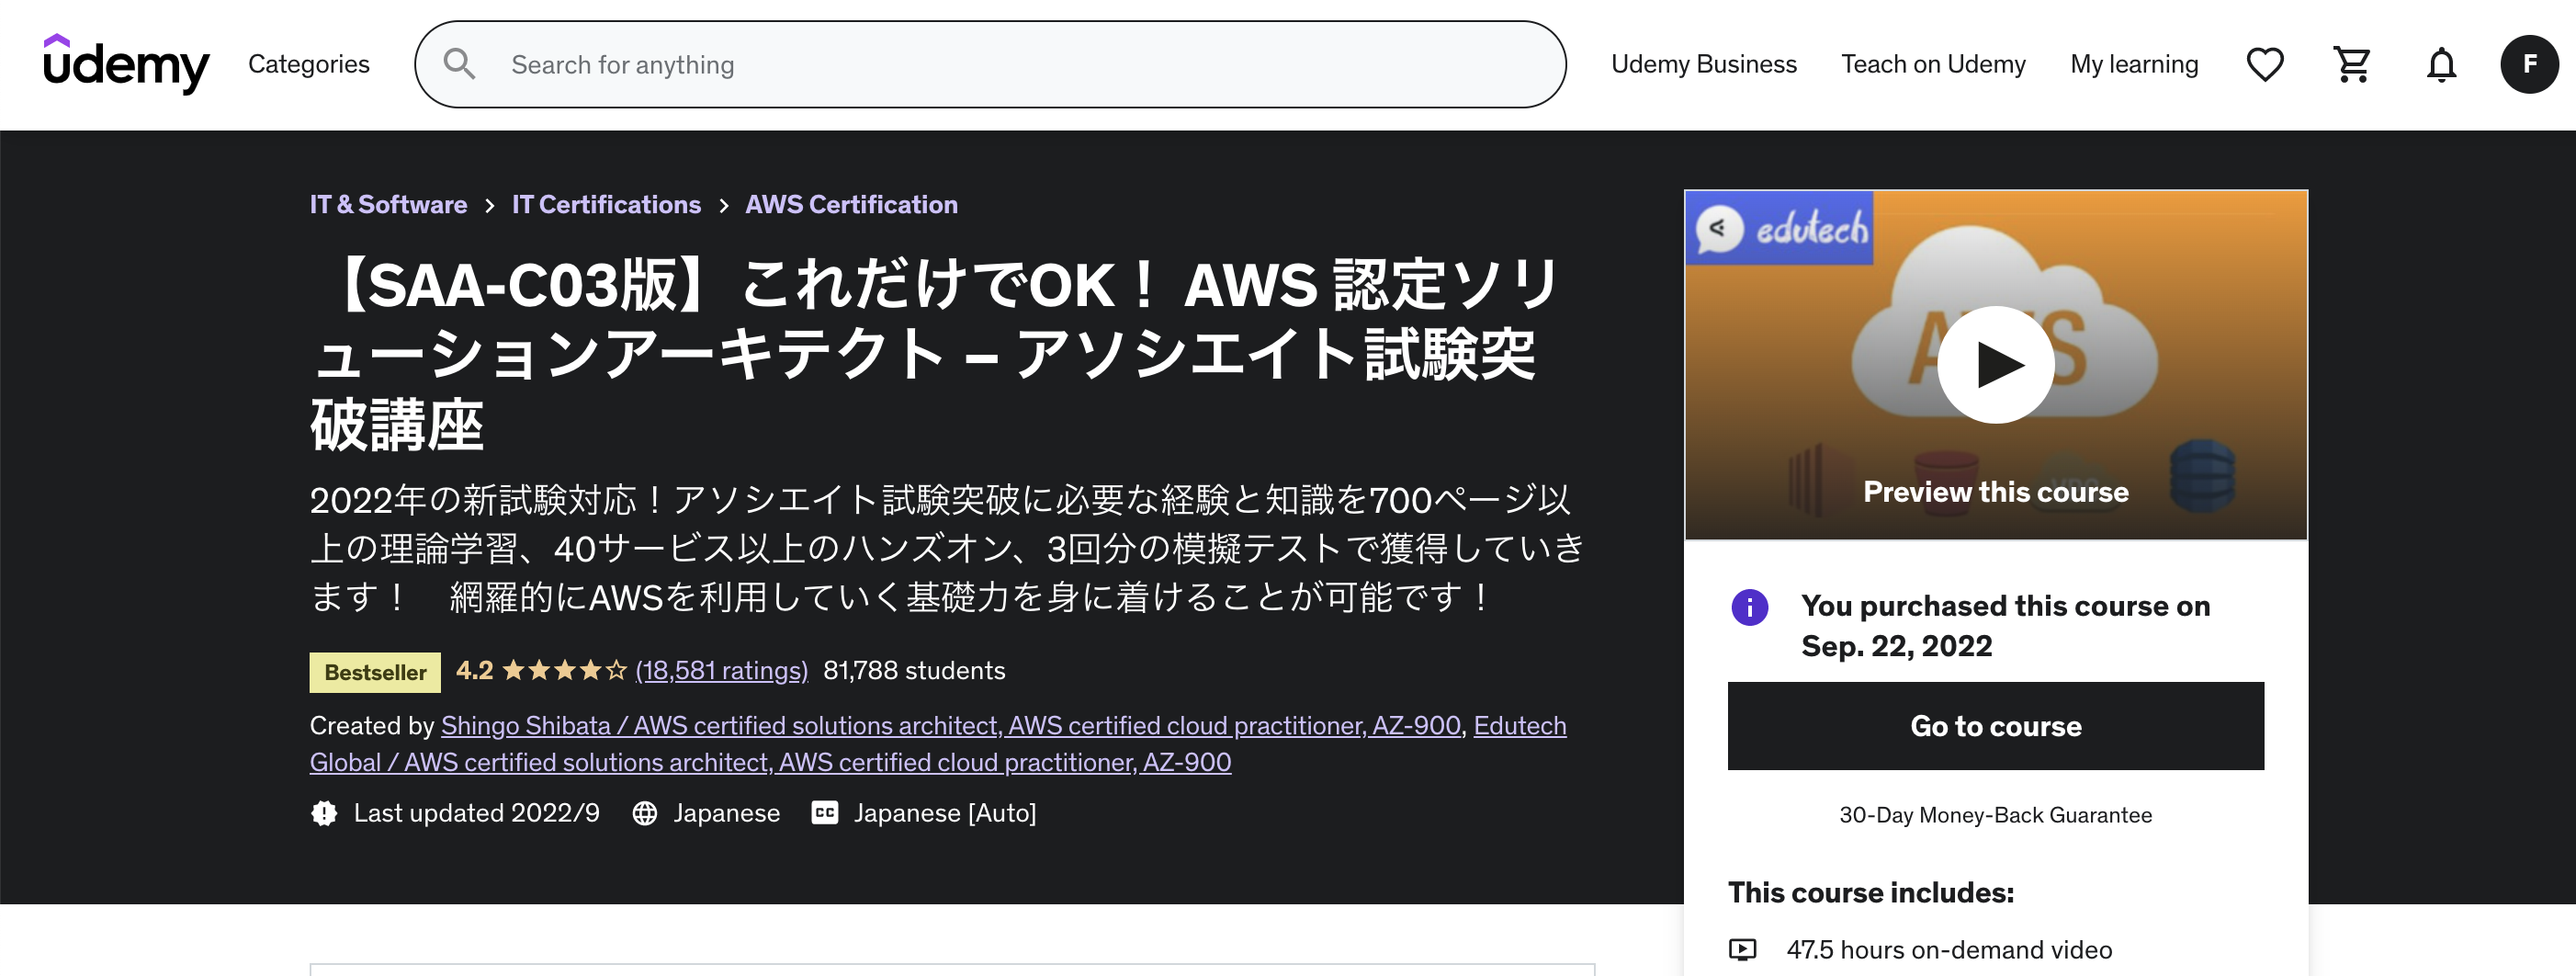 udemy
Categories
Search for anything
Udemy Business
Teach on Udemy
My learning
F
IT & Software > IT Certifications > AWS Certification
【SAA-C03版】これだけでOK！ AWS 認定ソリ
ューションアーキテクト – アソシエイト試験突
破講座
2022年の新試験対応！アソシエイト試験突破に必要な経験と知識を700ページ以
上の理論学習、40サービス以上のハンズオン、3回分の模擬テストで獲得していき
ます！　網羅的にAWSを利用していく基礎力を身に着けることが可能です！
Bestseller 4.2 (18,581 ratings) 81,788 students
Created by Shingo Shibata / AWS certified solutions architect, AWS certified cloud practitioner, AZ-900, Edutech
Global / AWS certified solutions architect, AWS certified cloud practitioner, AZ-900
Last updated 2022/9 Japanese CC Japanese [Auto]
edutech
AWS
Preview this course
You purchased this course on
Sep. 22, 2022
Go to course
30-Day Money-Back Guarantee
This course includes:
47.5 hours on-demand video